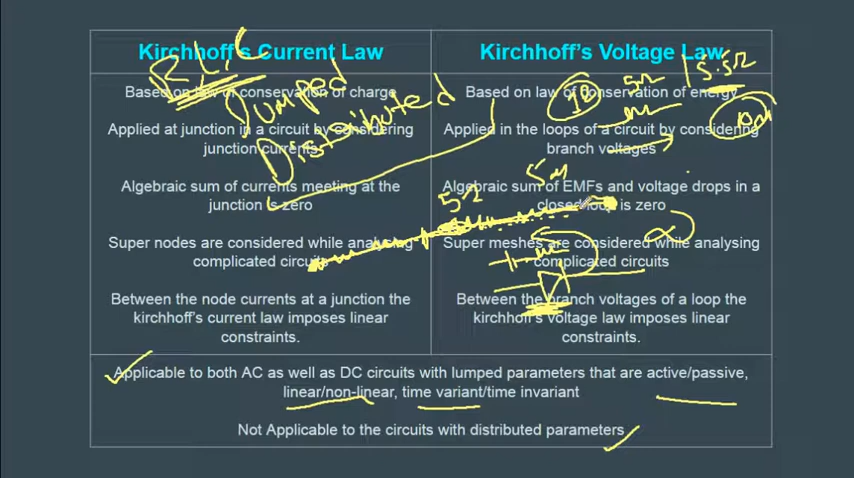 Kirchhoff's Current Law
Kirchhoff's Voltage Law
R L C
Lumped
Distributed
Based on law of conservation of charge
Based on law of conservation of energy
10
5Ω
5.5Ω
Applied at junction in a circuit by considering
junction currents
Applied in the loops of a circuit by considering
branch voltages
Algebraic sum of currents meeting at the
junction is zero
Algebraic sum of EMFs and voltage drops in a
closed loop is zero
5Ω
5m
Super nodes are considered while analysing
complicated circuits
Super meshes are considered while analysing
complicated circuits
Between the node currents at a junction the
kirchhoff's current law imposes linear
constraints.
Between the branch voltages of a loop the
kirchhoff's voltage law imposes linear
constraints.
Applicable to both AC as well as DC circuits with lumped parameters that are active/passive,
linear/non-linear, time variant/time invariant
Not Applicable to the circuits with distributed parameters